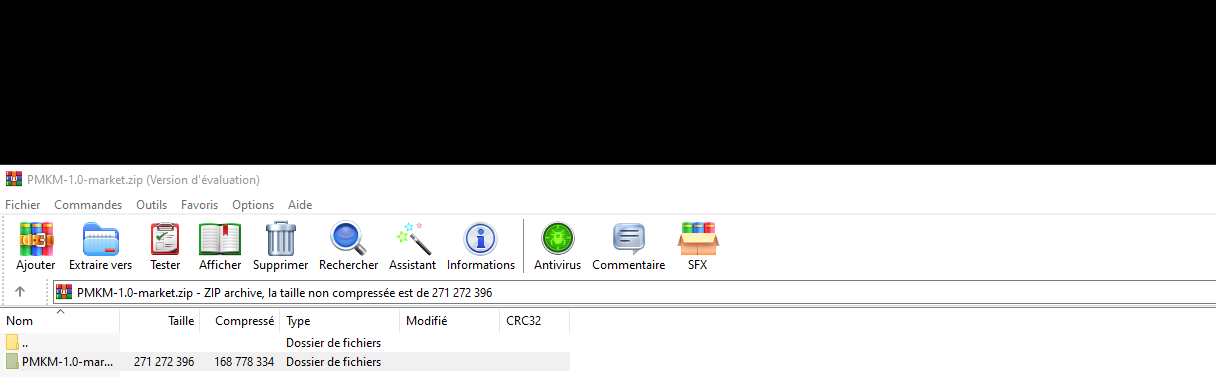 PMKM-1.0-market.zip (Version d'évaluation)
Fichier Commandes Outils Favoris Options Aide
Ajouter Extraire vers Tester Afficher Supprimer Rechercher Assistant Informations Antivirus Commentaire SFX
PMKM-1.0-market.zip - ZIP archive, la taille non compressée est de 271 272 396
Nom Taille Compressé Type Modifié CRC32
.. Dossier de fichiers
PMKM-1.0-mar... 271 272 396 168 778 334 Dossier de fichiers